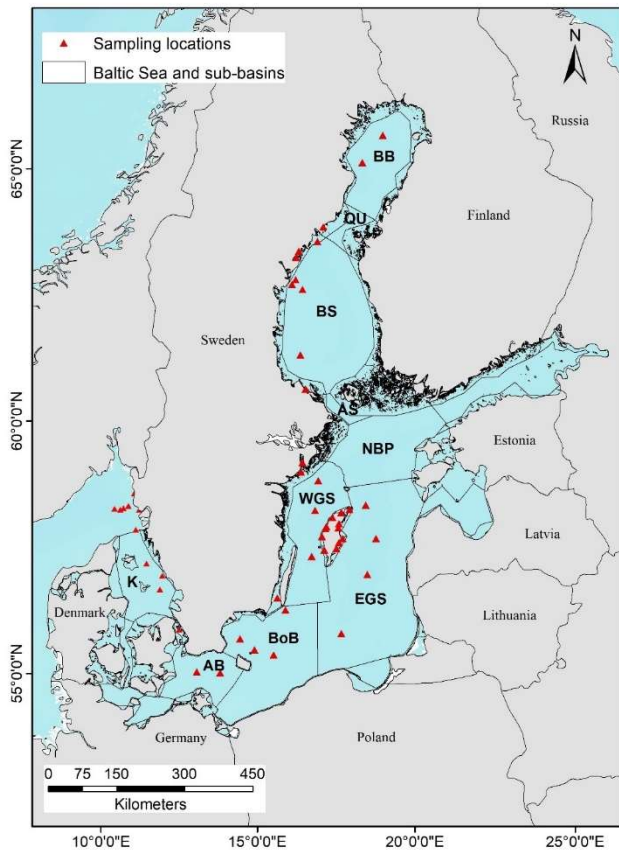 Sampling locations
Baltic Sea and sub-basins
N
Russia
BB
65°0'0"N
QU
Finland
BS
Sweden
AS
60°0'0"N
NBP
Estonia
WGS
Latvia
K
Denmark
EGS
Lithuania
BoB
AB
55°0'0"N
Germany
Poland
0 75 150 300 450
Kilometers
10°0'0"E 15°0'0"E 20°0'0"E 25°0'0"E